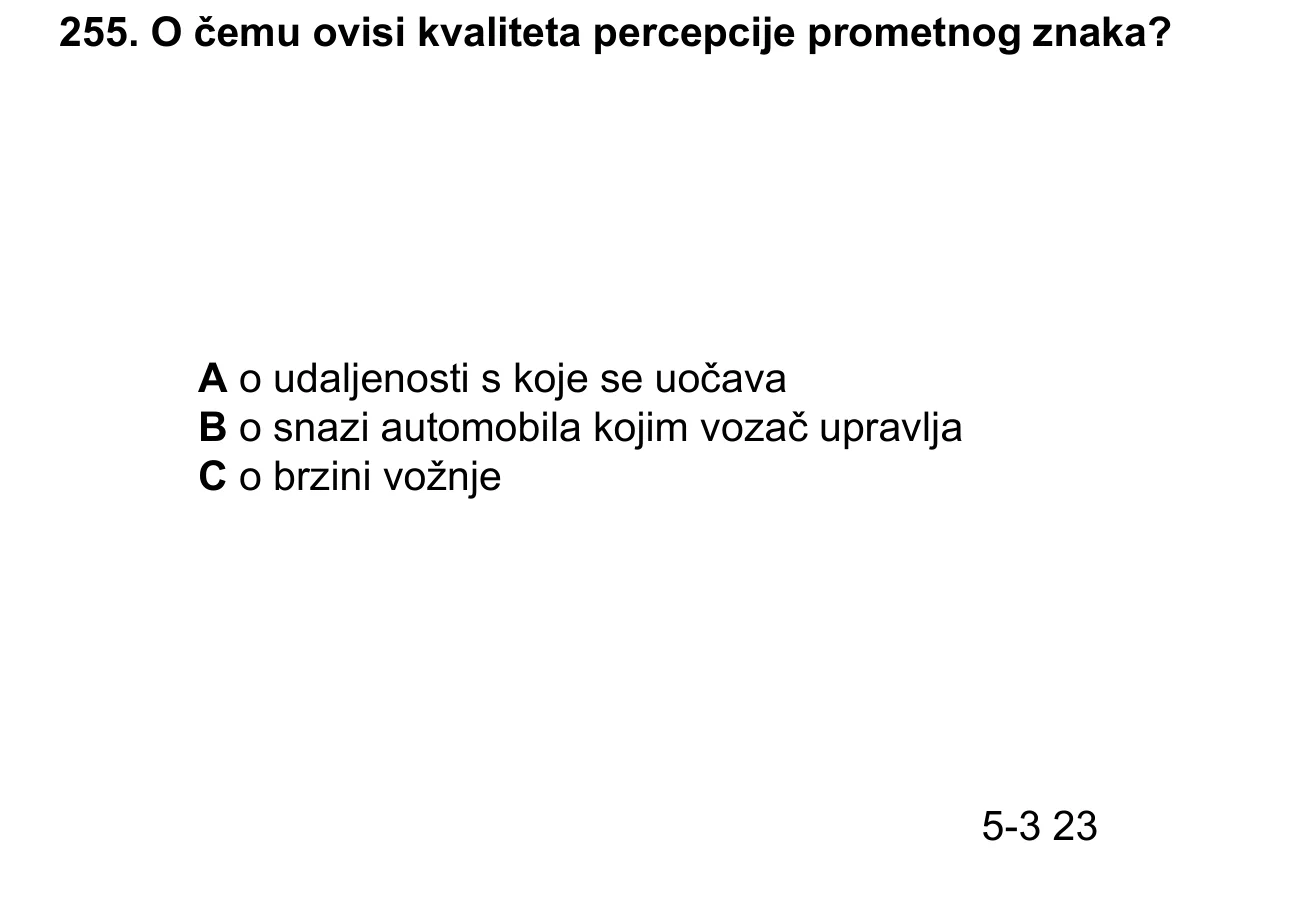 255. O čemu ovisi kvaliteta percepcije prometnog znaka?
A o udaljenosti s koje se uočava
B o snazi automobila kojim vozač upravlja
C o brzini vožnje
5-3 23